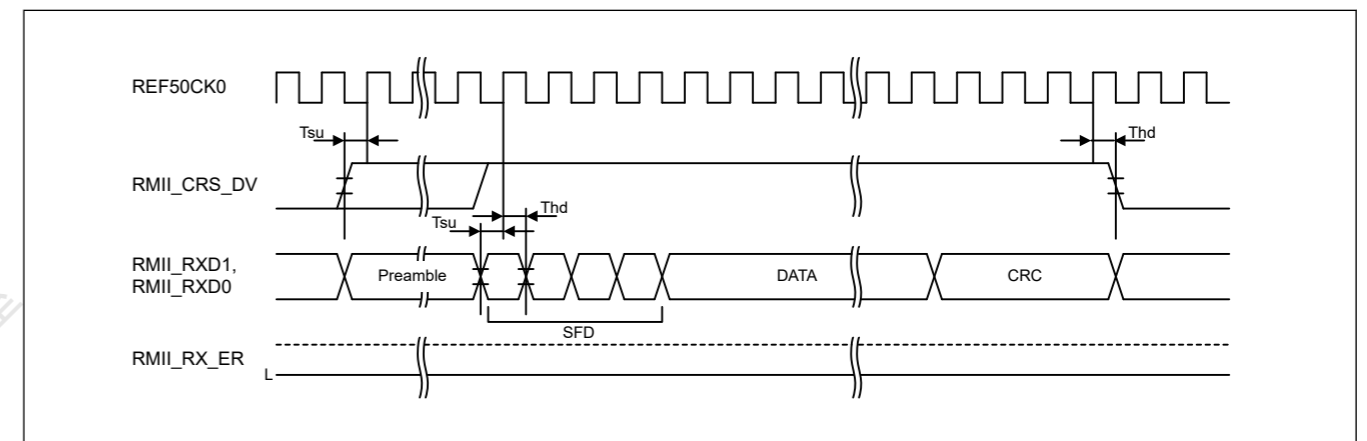 REF50CK0
Tsu
Thd
RMII_CRS_DV
Tsu
Thd
RMII_RXD1,
RMII_RXD0
Preamble
DATA
CRC
SFD
RMII_RX_ER
L